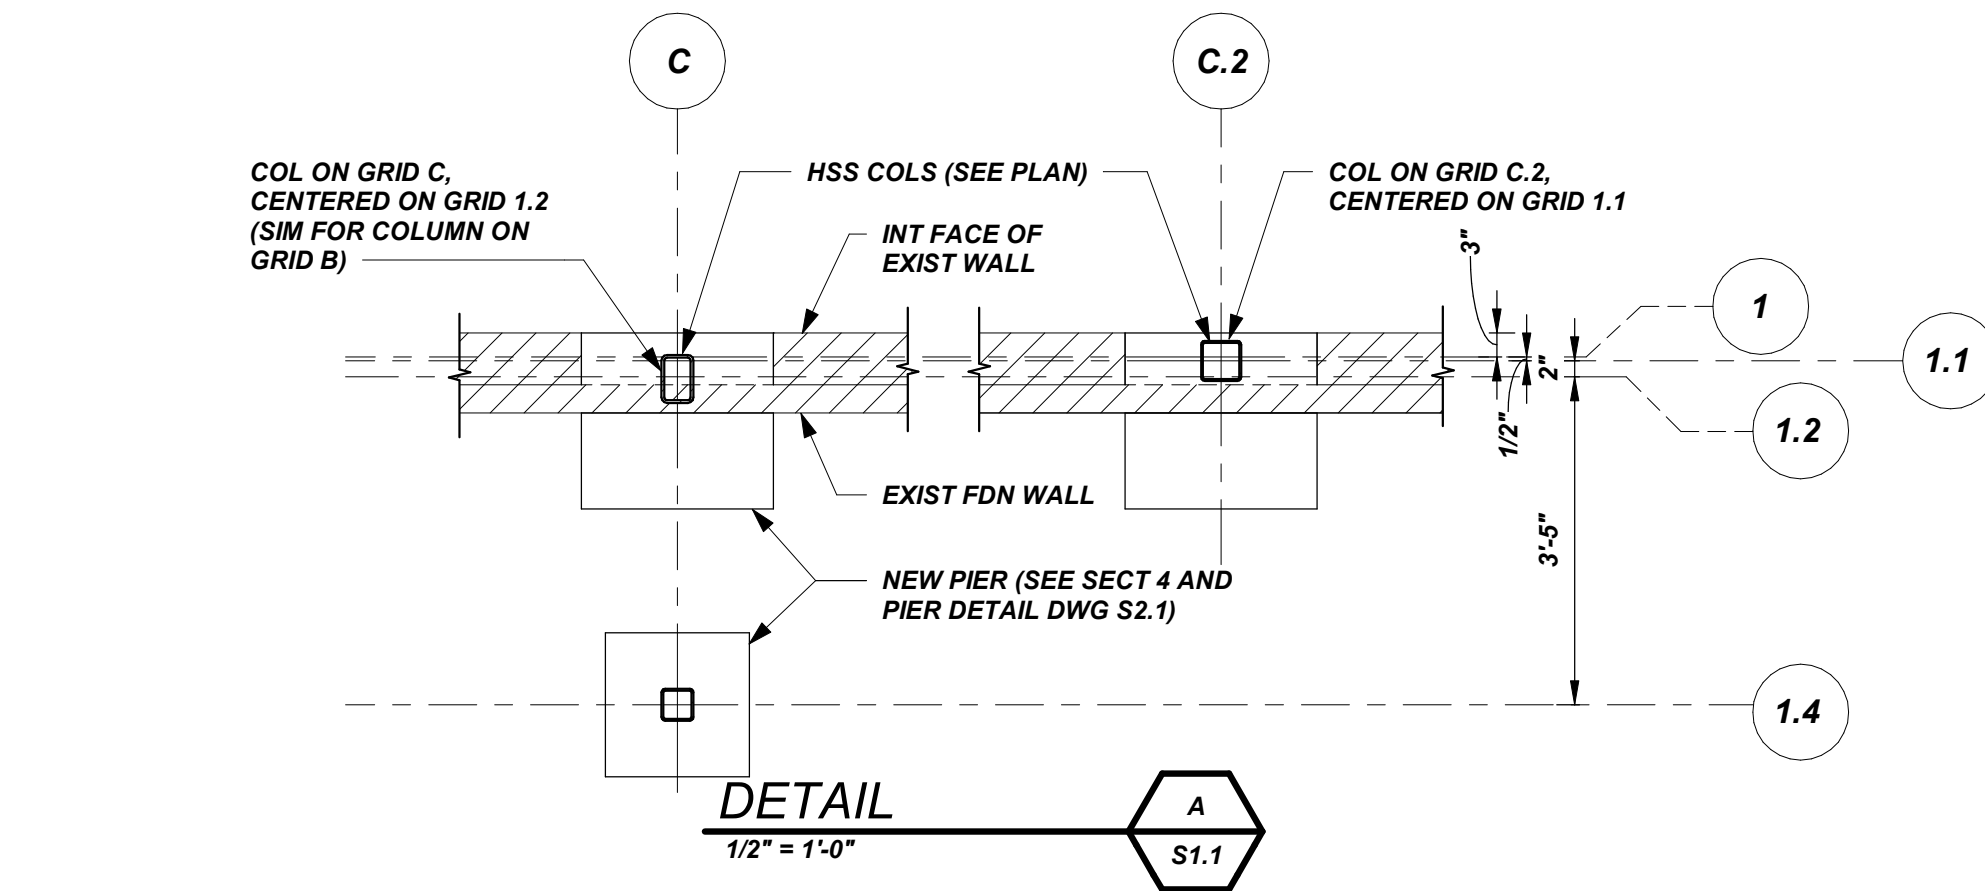 C
C.2
COL ON GRID C,
CENTERED ON GRID 1.2
(SIM FOR COLUMN ON
GRID B)
HSS COLS (SEE PLAN)
COL ON GRID C.2,
CENTERED ON GRID 1.1
INT FACE OF
EXIST WALL
3"
1
1.1
2"
1/2"
1.2
EXIST FDN WALL
3'-5"
NEW PIER (SEE SECT 4 AND
PIER DETAIL DWG S2.1)
1.4
DETAIL
1/2" = 1'-0"
A
S1.1